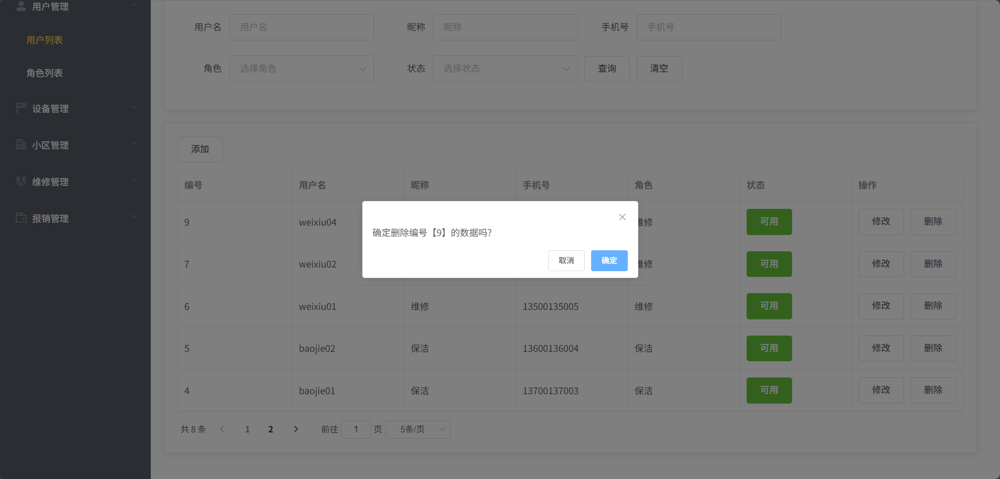 用户管理
用户列表
角色列表
设备管理
小区管理
维修管理
报销管理
用户名 用户名 昵称 昵称 手机号 手机号
角色 选择角色 状态 选择状态 查询 清空
添加
编号 用户名 昵称 手机号 角色 状态 操作
9 weixiu04 维修 可用 修改 删除
确定删除编号【9】的数据吗?
取消 确定
7 weixiu02 维修 可用 修改 删除
6 weixiu01 维修 13500135005 维修 可用 修改 删除
5 baojie02 保洁 13600136004 保洁 可用 修改 删除
4 baojie01 保洁 13700137003 保洁 可用 修改 删除
共 8 条 1 2 前往 1 页 5条/页